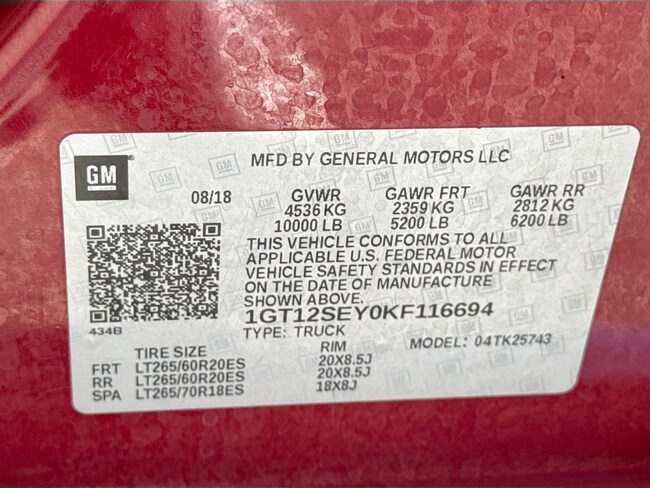 GM
MFD BY GENERAL MOTORS LLC
08/18 GVWR GAWR FRT GAWR RR
4536 KG 2359 KG 2812 KG
10000 LB 5200 LB 6200 LB
THIS VEHICLE CONFORMS TO ALL
APPLICABLE U.S. FEDERAL MOTOR
VEHICLE SAFETY STANDARDS IN EFFECT
ON THE DATE OF MANUFACTURE
SHOWN ABOVE.
434B
1GT12SEY0KF116694
TYPE: TRUCK MODEL: 04TK25743
TIRE SIZE RIM
FRT LT265/60R20ES 20X8.5J
RR LT265/60R20ES 20X8.5J
SPA LT265/70R18ES 18X8J